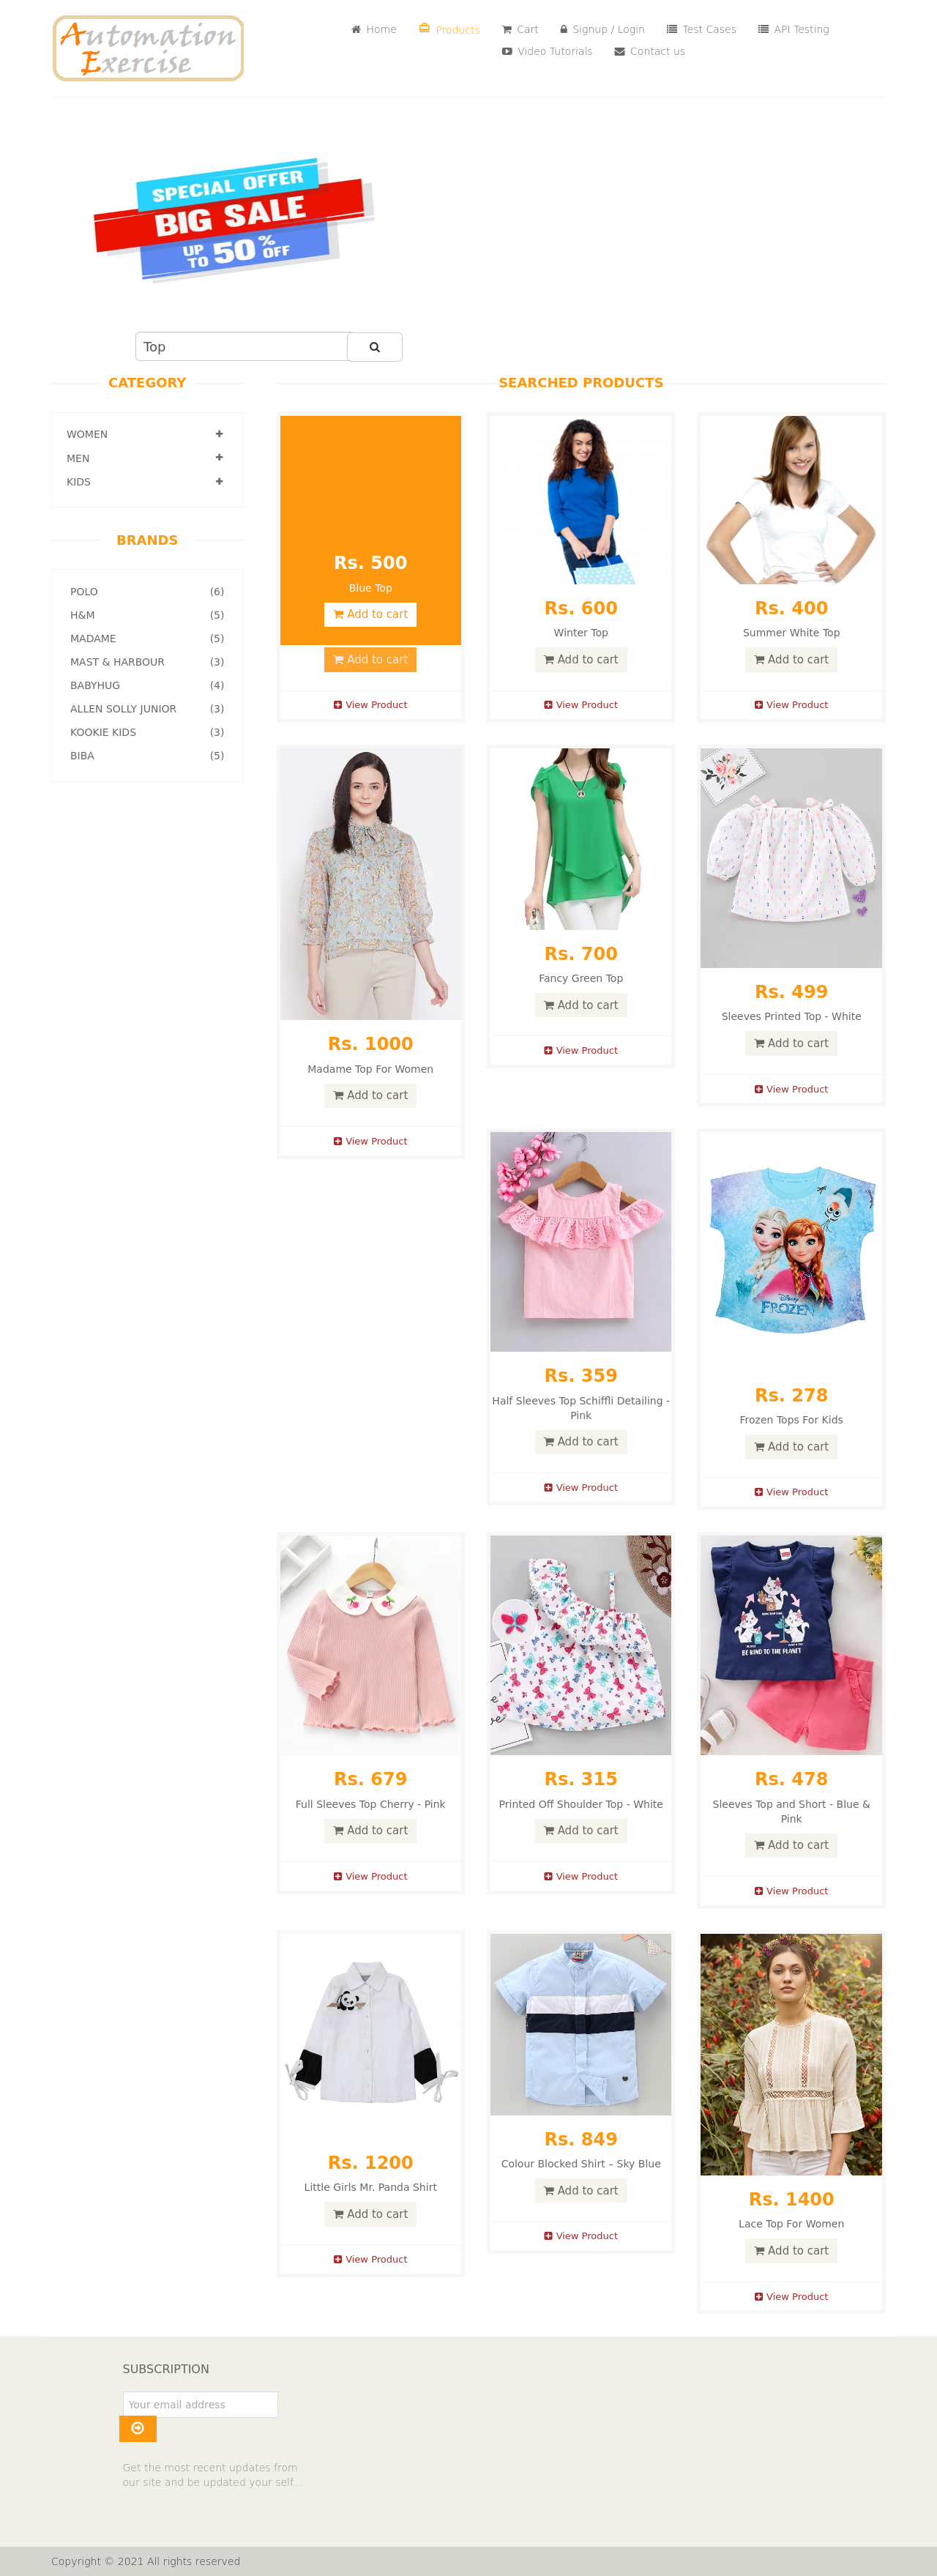 Automation
Exercise
Home
Products
Cart
Signup / Login
Test Cases
API Testing
Video Tutorials
Contact us
SPECIAL OFFER
BIG SALE
UP TO 50% OFF
Top
CATEGORY
WOMEN
MEN
KIDS
BRANDS
POLO (6)
H&M (5)
MADAME (5)
MAST & HARBOUR (3)
BABYHUG (4)
ALLEN SOLLY JUNIOR (3)
KOOKIE KIDS (3)
BIBA (5)
SEARCHED PRODUCTS
Rs. 500
Blue Top
Add to cart
Add to cart
View Product
Rs. 600
Winter Top
Add to cart
View Product
Rs. 400
Summer White Top
Add to cart
View Product
Rs. 1000
Madame Top For Women
Add to cart
View Product
Rs. 700
Fancy Green Top
Add to cart
View Product
Rs. 499
Sleeves Printed Top - White
Add to cart
View Product
Rs. 359
Half Sleeves Top Schiffli Detailing -
Pink
Add to cart
View Product
Disney
FROZEN
Rs. 278
Frozen Tops For Kids
Add to cart
View Product
Rs. 679
Full Sleeves Top Cherry - Pink
Add to cart
View Product
Rs. 315
Printed Off Shoulder Top - White
Add to cart
View Product
BE KIND TO THE PLANET
Rs. 478
Sleeves Top and Short - Blue &
Pink
Add to cart
View Product
Rs. 1200
Little Girls Mr. Panda Shirt
Add to cart
View Product
Rs. 849
Colour Blocked Shirt – Sky Blue
Add to cart
View Product
Rs. 1400
Lace Top For Women
Add to cart
View Product
SUBSCRIPTION
Your email address
Get the most recent updates from
our site and be updated your self...
Copyright © 2021 All rights reserved